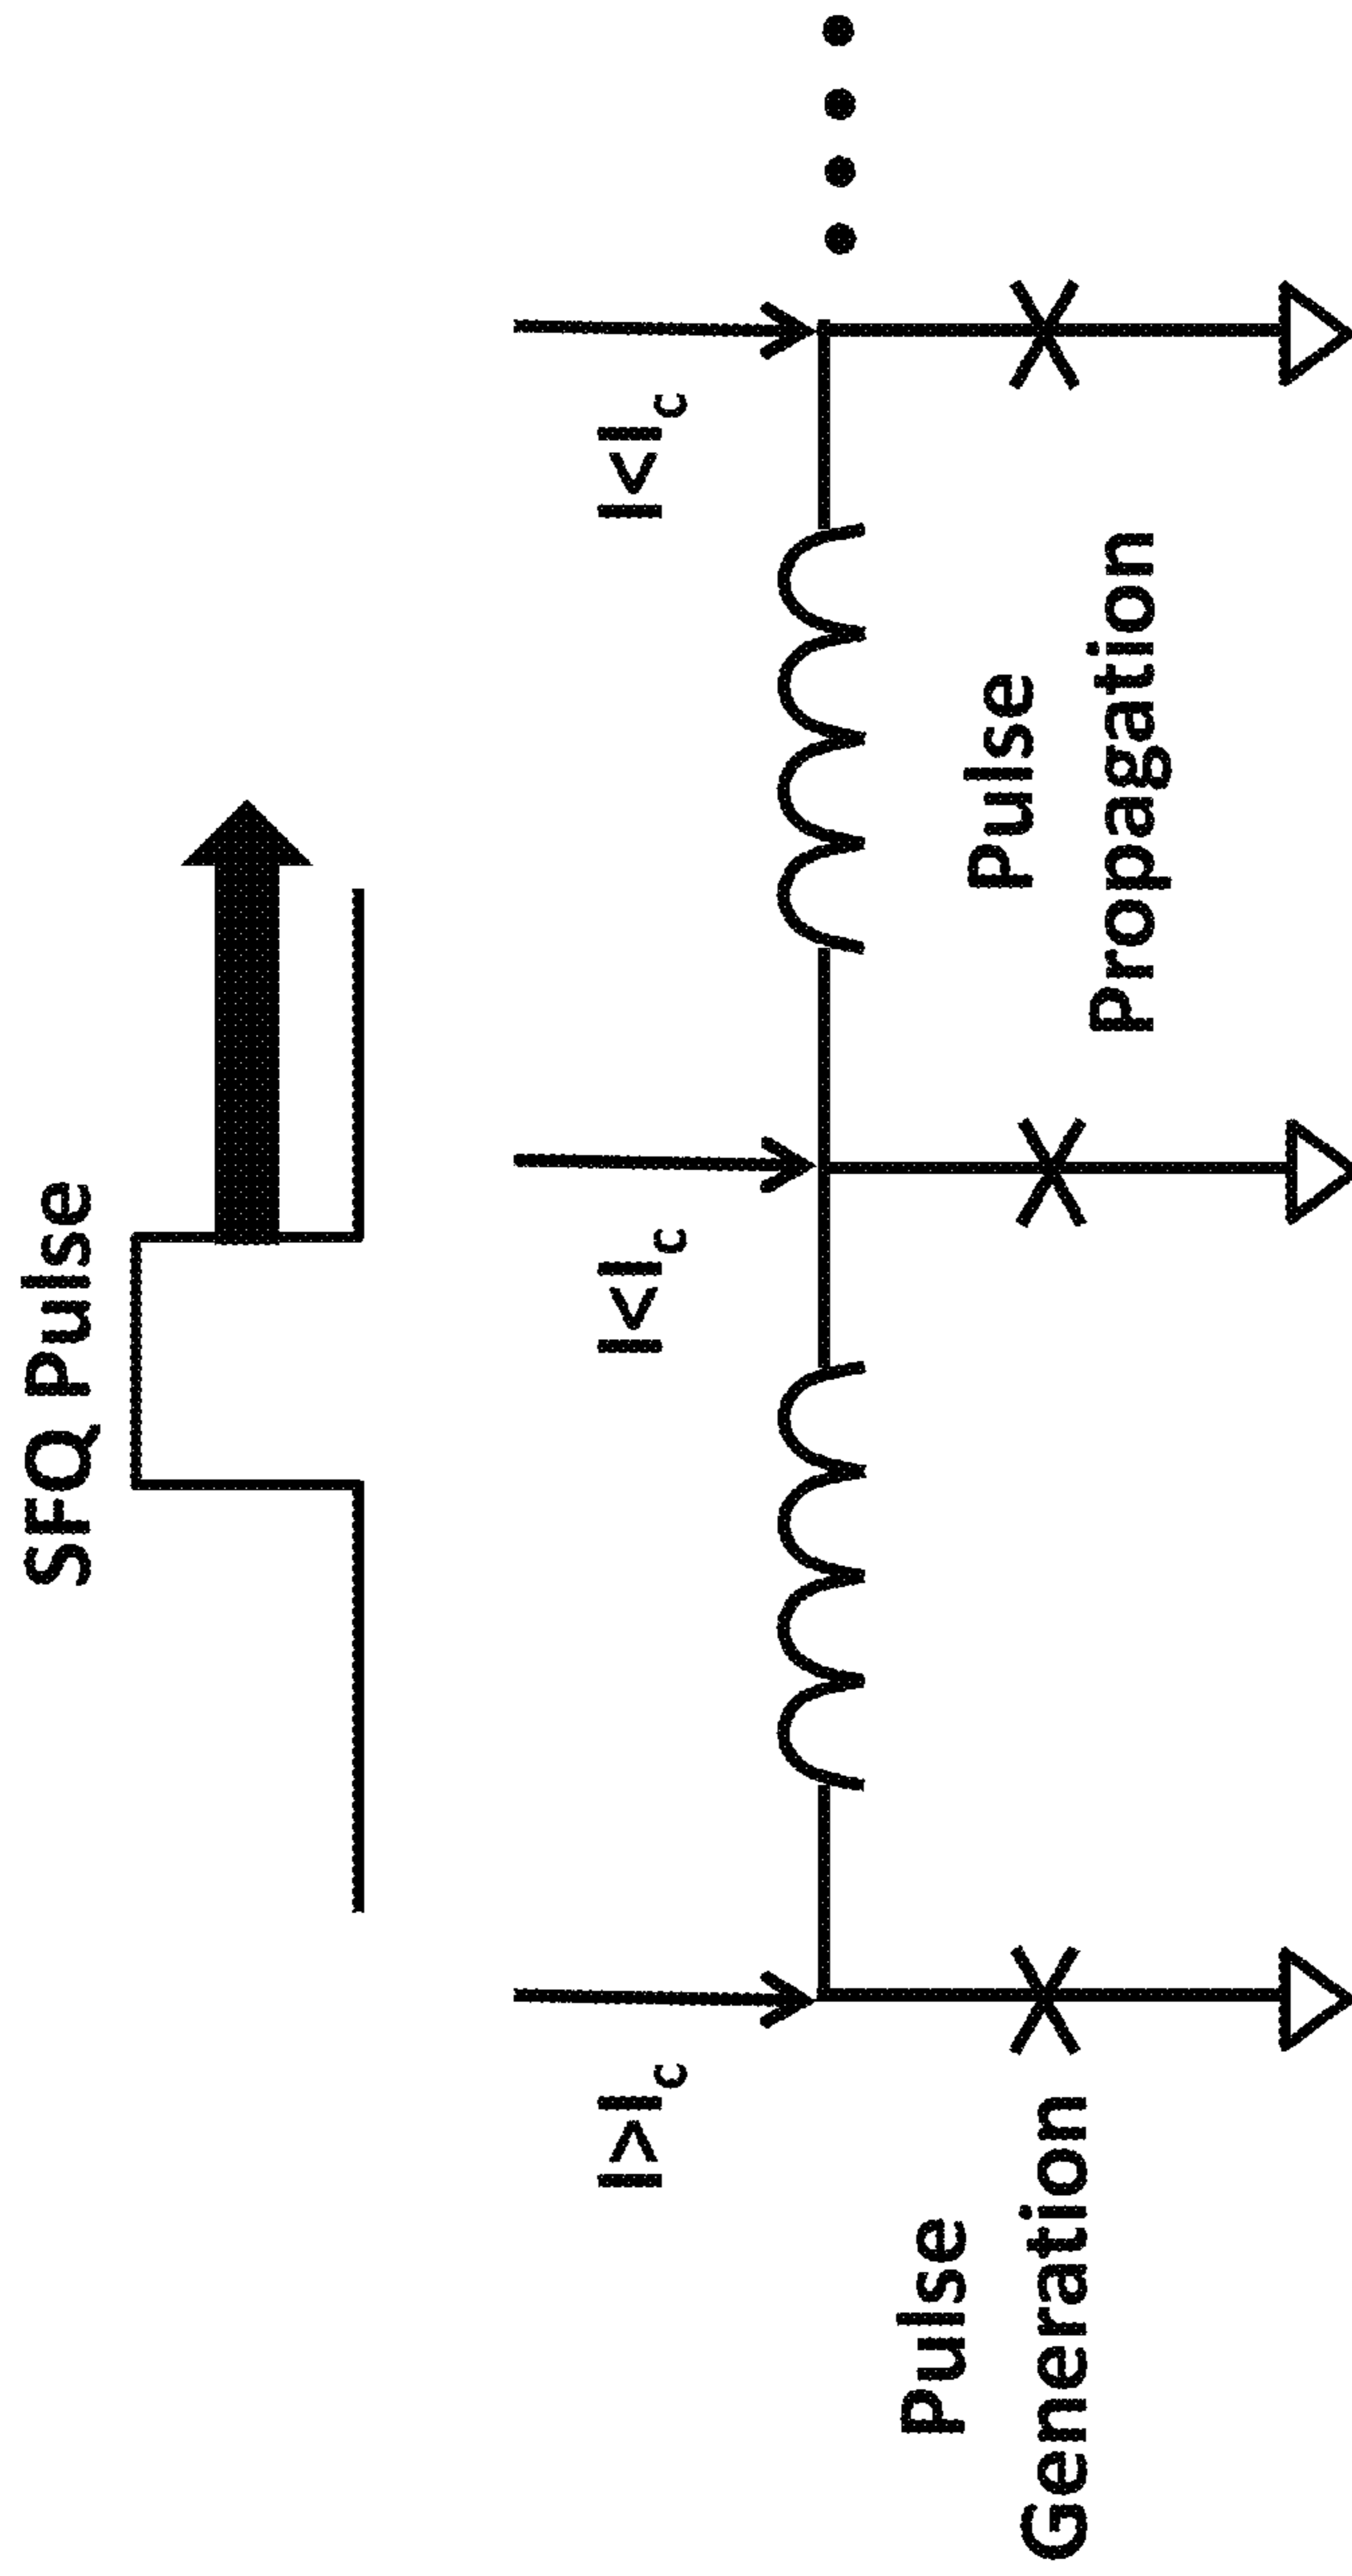 SFQ Pulse
I>Ic
I<Ic
I<Ic
Pulse
Generation
Pulse
Propagation